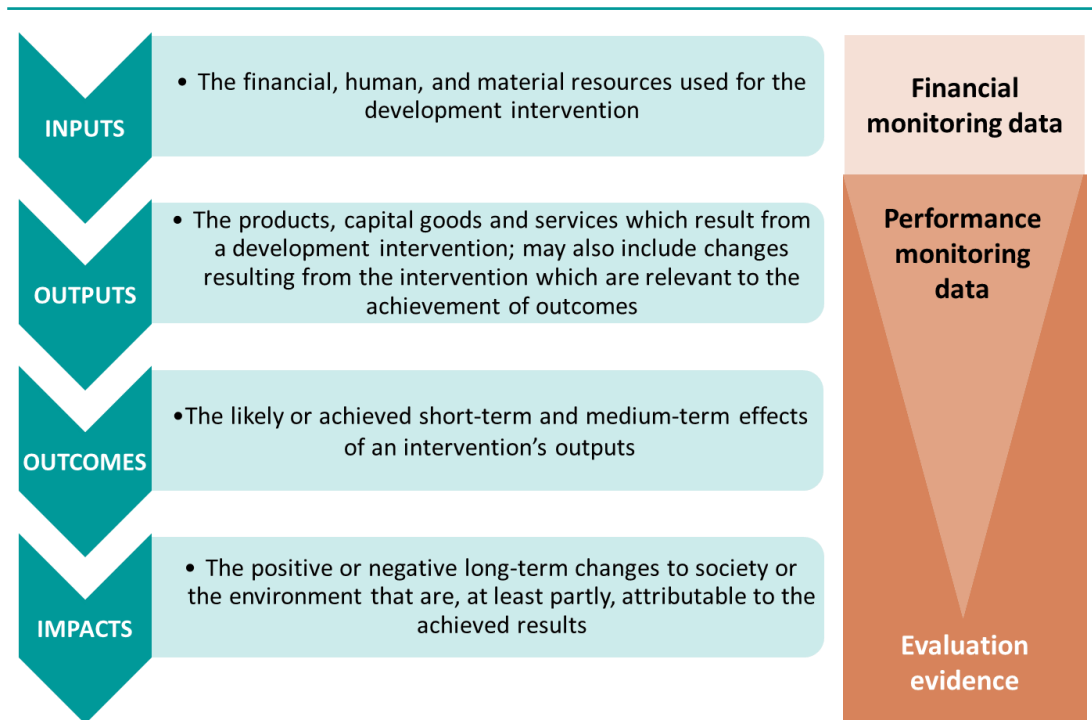 INPUTS
• The financial, human, and material resources used for the
development intervention
Financial
monitoring data
OUTPUTS
• The products, capital goods and services which result from
a development intervention; may also include changes
resulting from the intervention which are relevant to the
achievement of outcomes
Performance
monitoring
data
OUTCOMES
•The likely or achieved short-term and medium-term effects
of an intervention’s outputs
IMPACTS
• The positive or negative long-term changes to society or
the environment that are, at least partly, attributable to the
achieved results
Evaluation
evidence